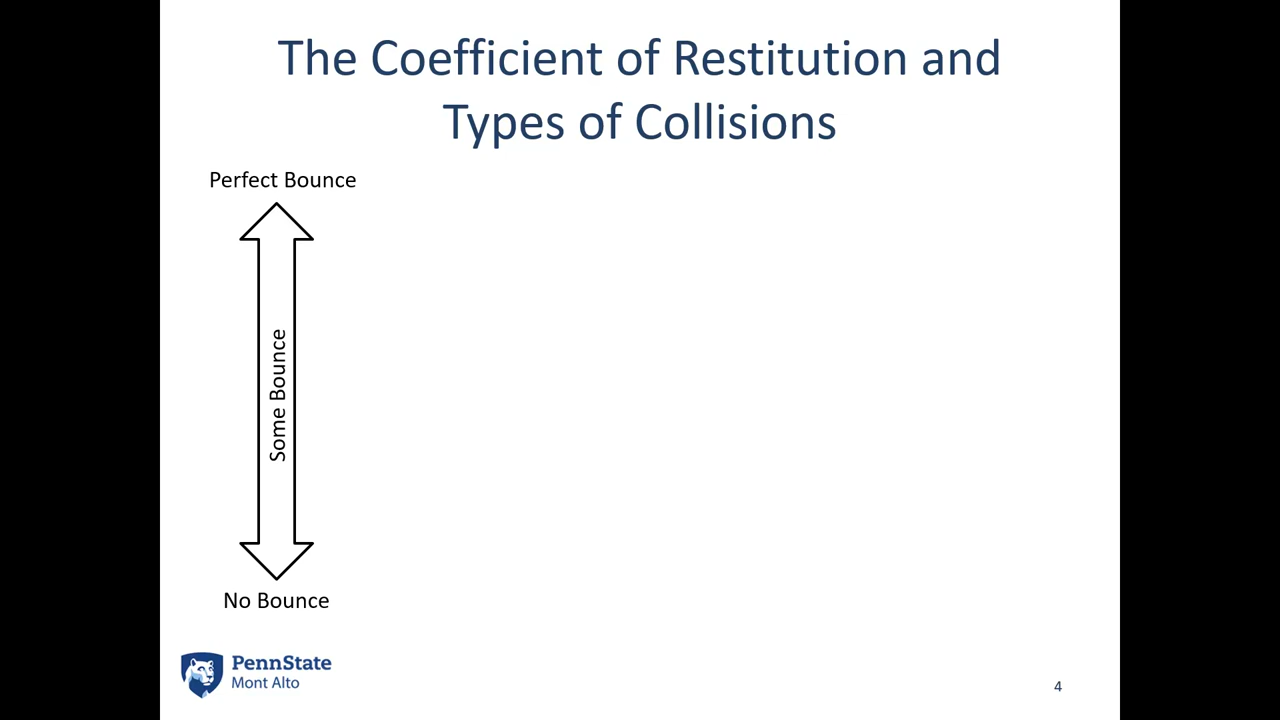 The Coefficient of Restitution and
Types of Collisions
Perfect Bounce
Some Bounce
No Bounce
PennState
Mont Alto
4